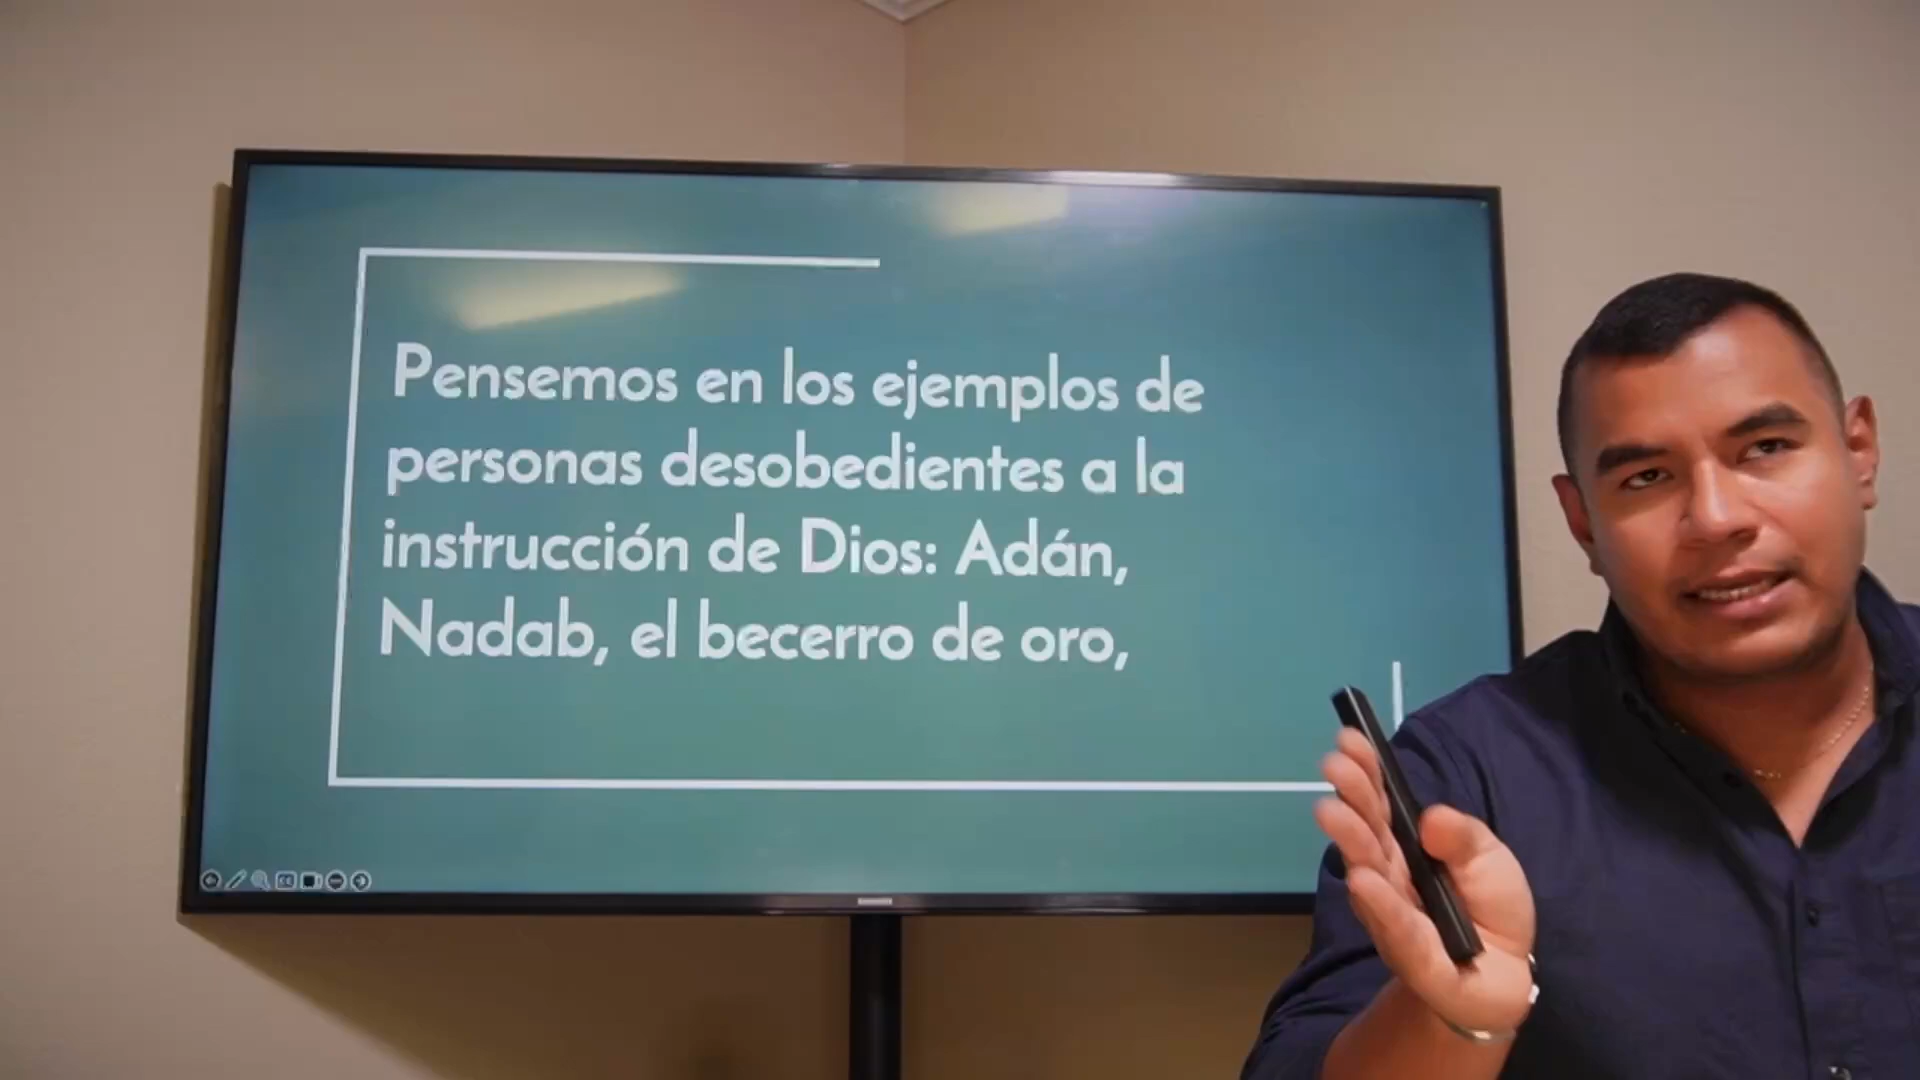 Pensemos en los ejemplos de
personas desobedientes a la
instrucción de Dios: Adán,
Nadab, el becerro de oro,